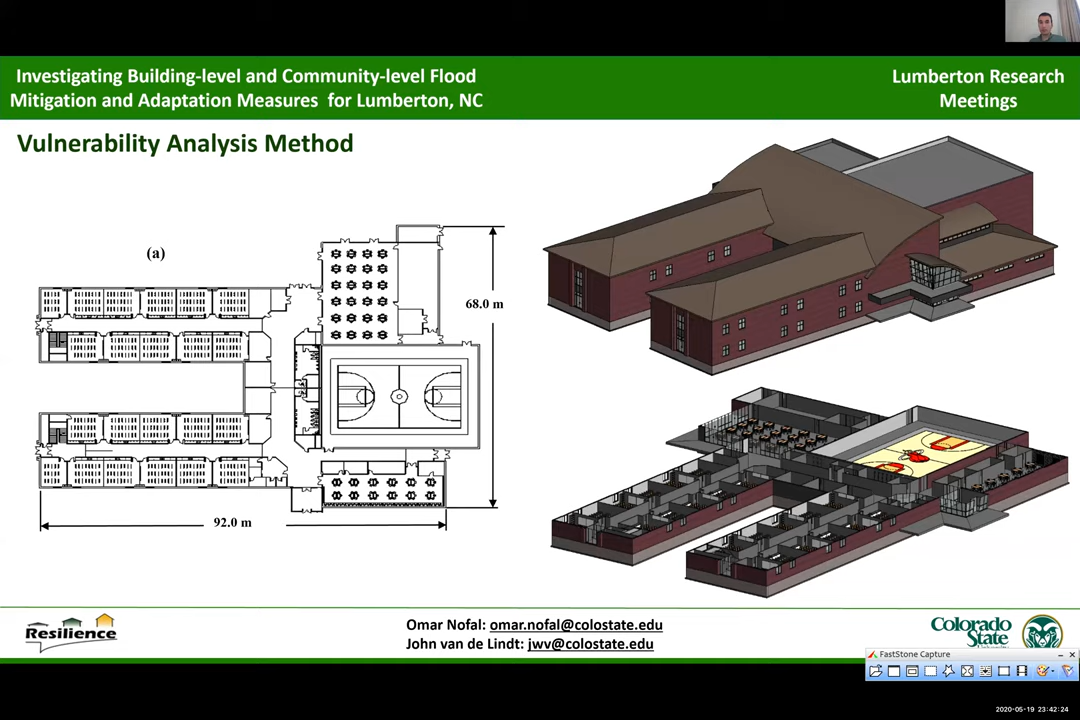 Investigating Building-level and Community-level Flood
Mitigation and Adaptation Measures for Lumberton, NC
Lumberton Research
Meetings
Vulnerability Analysis Method
(a)
68.0 m
92.0 m
Resilience
Omar Nofal: omar.nofal@colostate.edu
John van de Lindt: jwv@colostate.edu
Colorado
State
FastStone Capture
2020-05-19 23:42:24